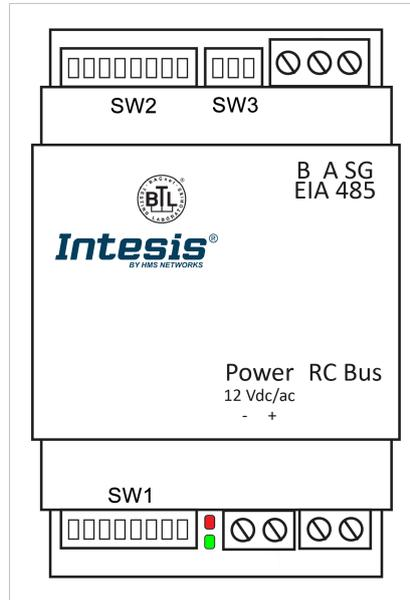 SW2 SW3
B A SG
EIA 485
BTL
Intesis®
BY HMS NETWORKS
Power RC Bus
12 Vdc/ac
- +
SW1